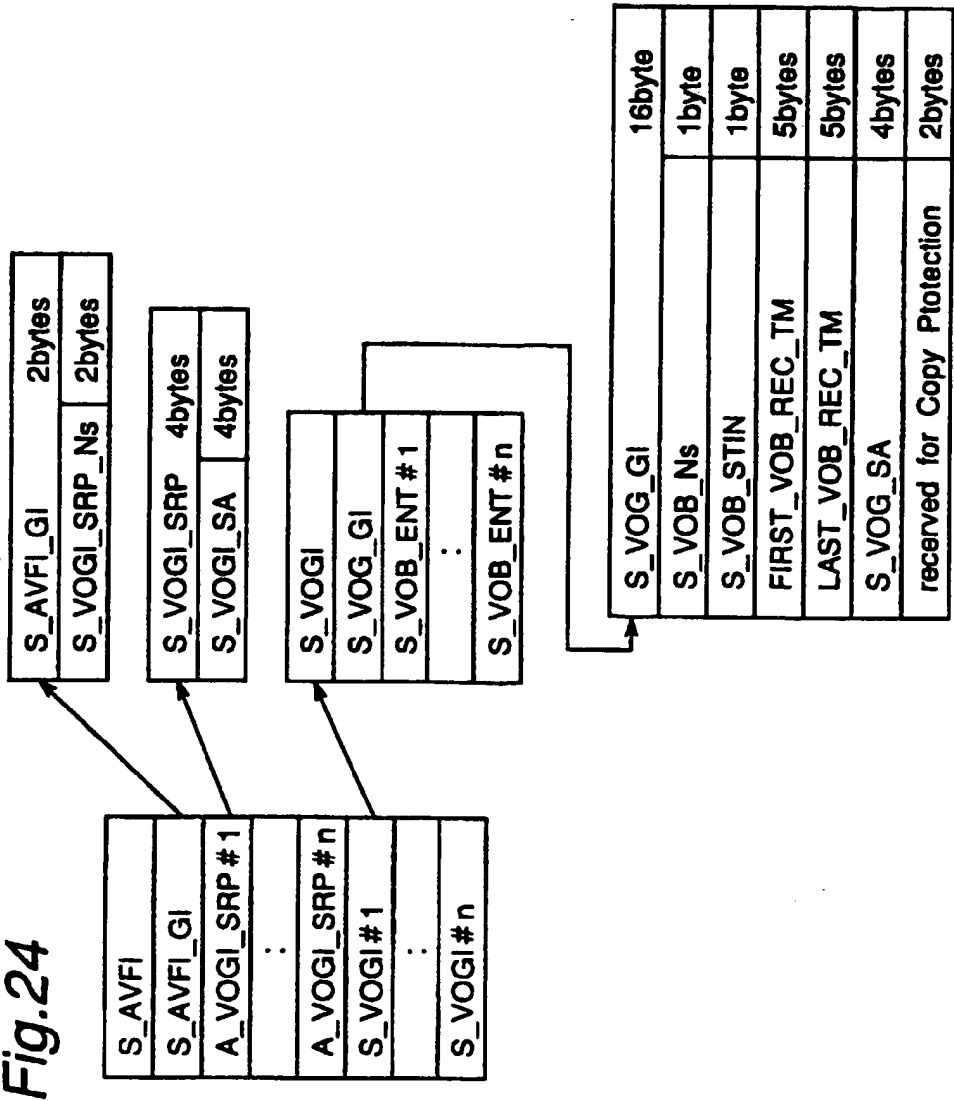 Fig.24
S_AVFI
S_AVFI_GI
A_VOGI_SRP#1
:
A_VOGI_SRP#n
S_VOGI#1
:
S_VOGI#n
S_AVFI_GI 2bytes
S_VOGI_SRP_Ns 2bytes
S_VOGI_SRP 4bytes
S_VOGI_SA 4bytes
S_VOGI
S_VOG_GI
S_VOB_ENT#1
:
S_VOB_ENT#n
S_VOG_GI 16byte
S_VOB_Ns 1byte
S_VOB_STIN 1byte
FIRST_VOB_REC_TM 5bytes
LAST_VOB_REC_TM 5bytes
S_VOG_SA 4bytes
recerved for Copy Ptotection 2bytes